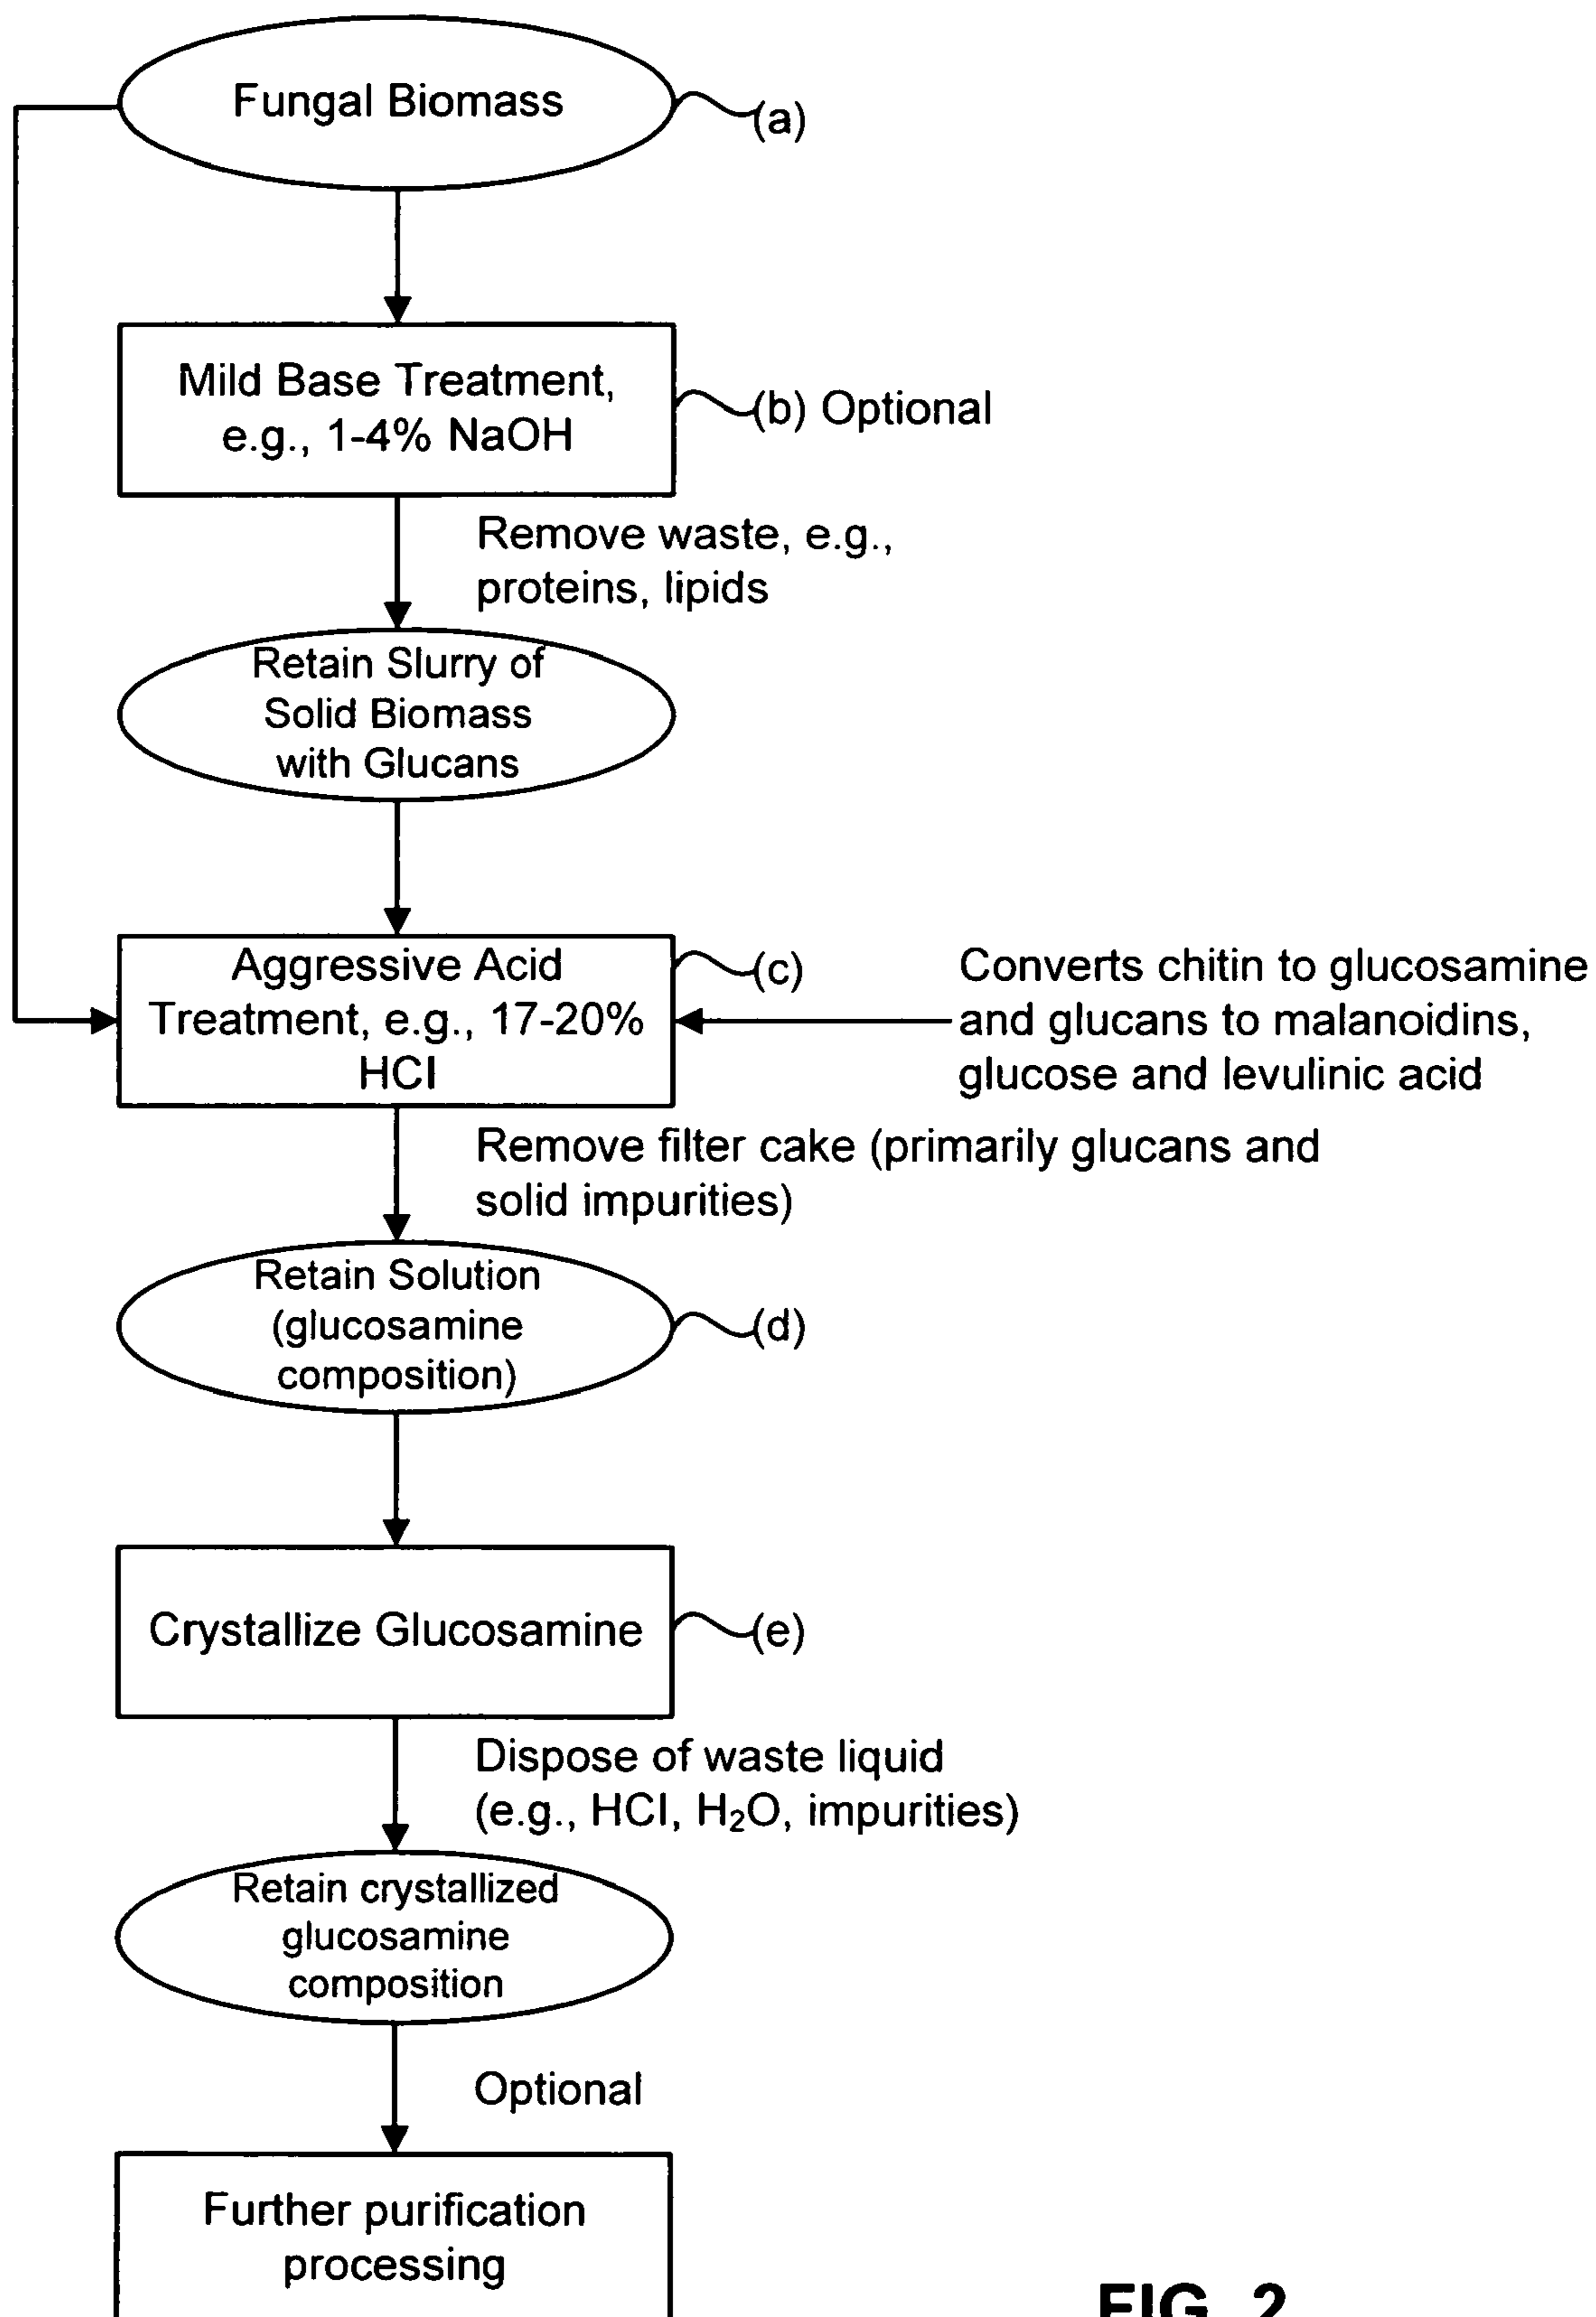 Fungal Biomass
(a)
Mild Base Treatment,
e.g., 1-4% NaOH
(b) Optional
Remove waste, e.g.,
proteins, lipids
Retain Slurry of
Solid Biomass
with Glucans
Aggressive Acid
Treatment, e.g., 17-20%
HCl
(c)
Converts chitin to glucosamine
and glucans to malanoidins,
glucose and levulinic acid
Remove filter cake (primarily glucans and
solid impurities)
Retain Solution
(glucosamine
composition)
(d)
Crystallize Glucosamine
(e)
Dispose of waste liquid
(e.g., HCl, H₂O, impurities)
Retain crystallized
glucosamine
composition
Optional
Further purification
processing
FIG. 2